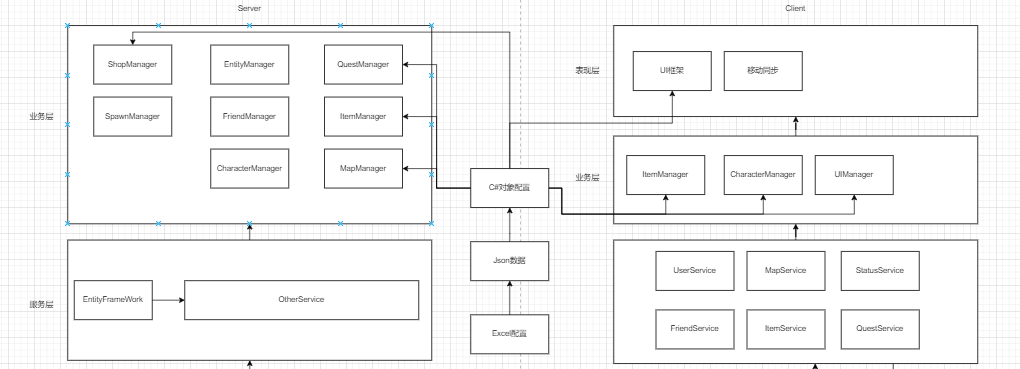 Server
Client
ShopManager
EntityManager
QuestManager
表现层
UI框架
移动同步
业务层
SpawnManager
FriendManager
ItemManager
CharacterManager
MapManager
C#对象配置
业务层
ItemManager
CharacterManager
UIManager
Json数据
UserService
MapService
StatusService
服务层
EntityFrameWork
OtherService
Excel配置
FriendService
ItemService
QuestService